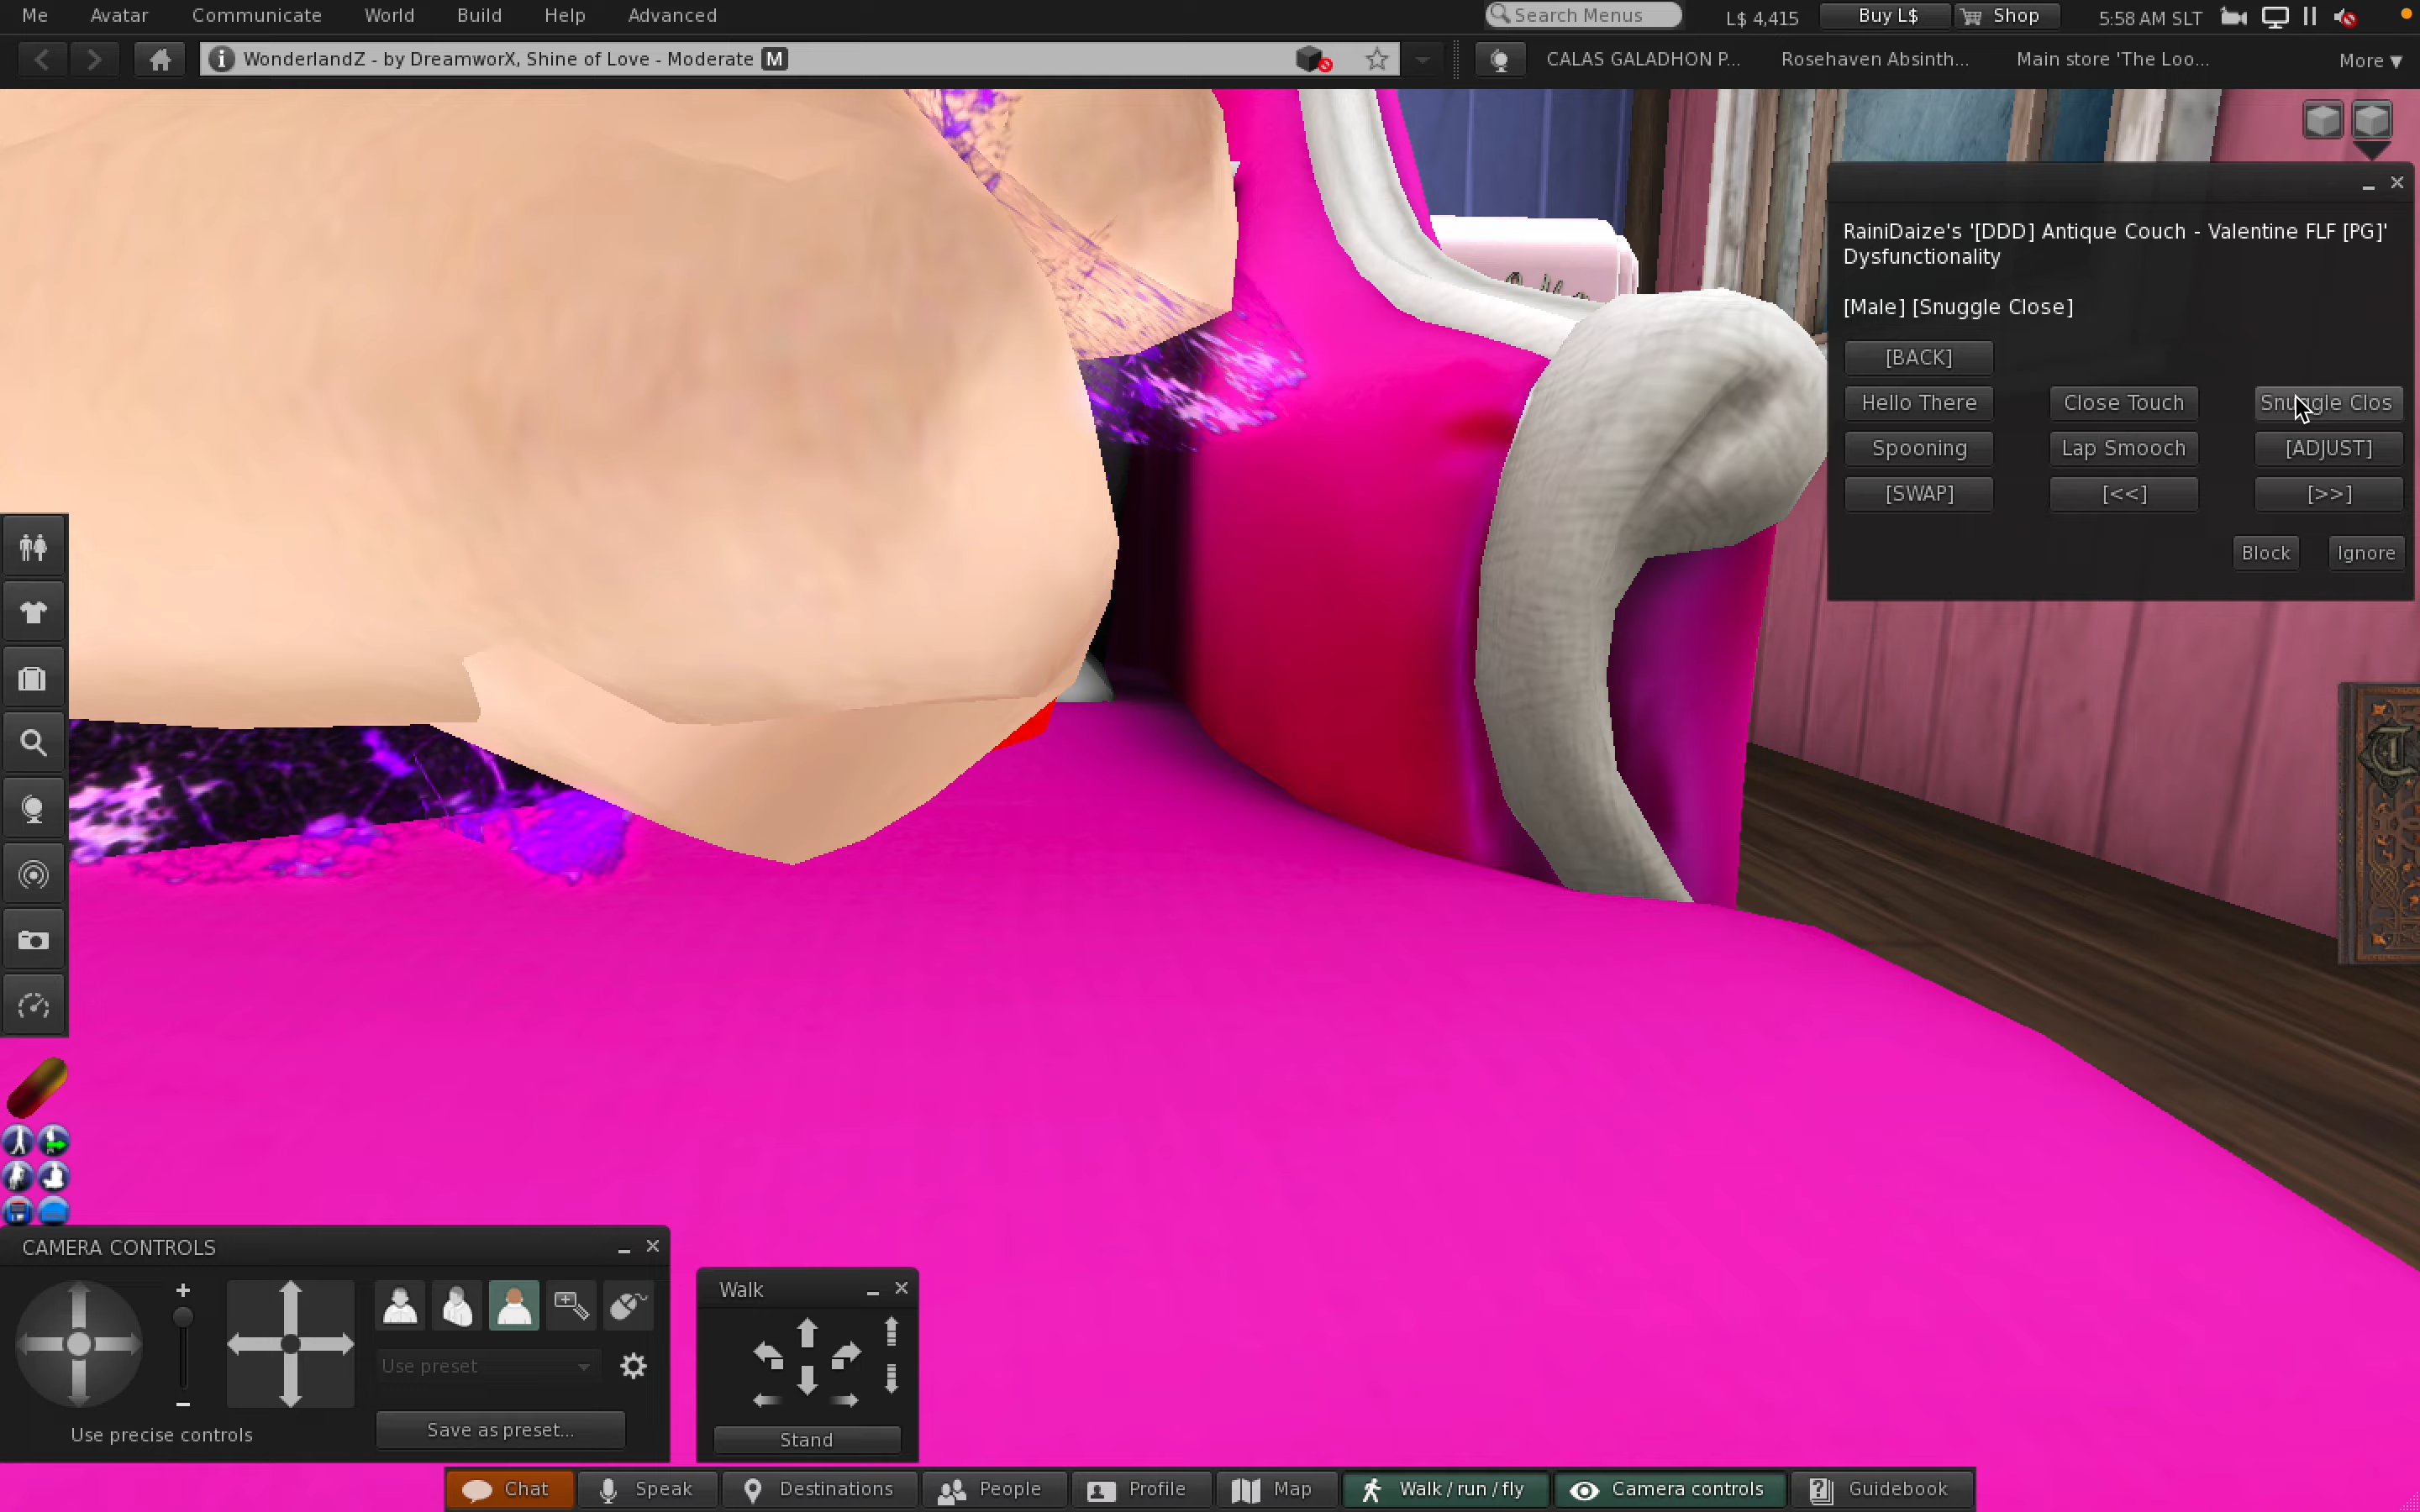 Me Avatar Communicate World Build Help Advanced
Search Menus L$ 4,415 Buy L$ Shop 5:58 AM SLT
WonderlandZ - by DreamworX, Shine of Love - Moderate M
CALAS GALADHON P... Rosehaven Absinth... Main store 'The Loo... More ▼
RainiDaize's '[DDD] Antique Couch - Valentine FLF [PG]'
Dysfunctionality
[Male] [Snuggle Close]
[BACK]
Hello There Close Touch Snuggle Clos
Spooning Lap Smooch [ADJUST]
[SWAP] [<<] [>>]
Block Ignore
CAMERA CONTROLS
Use preset
Save as preset...
Use precise controls
Walk
Stand
Chat Speak Destinations People Profile Map Walk / run / fly Camera controls Guidebook